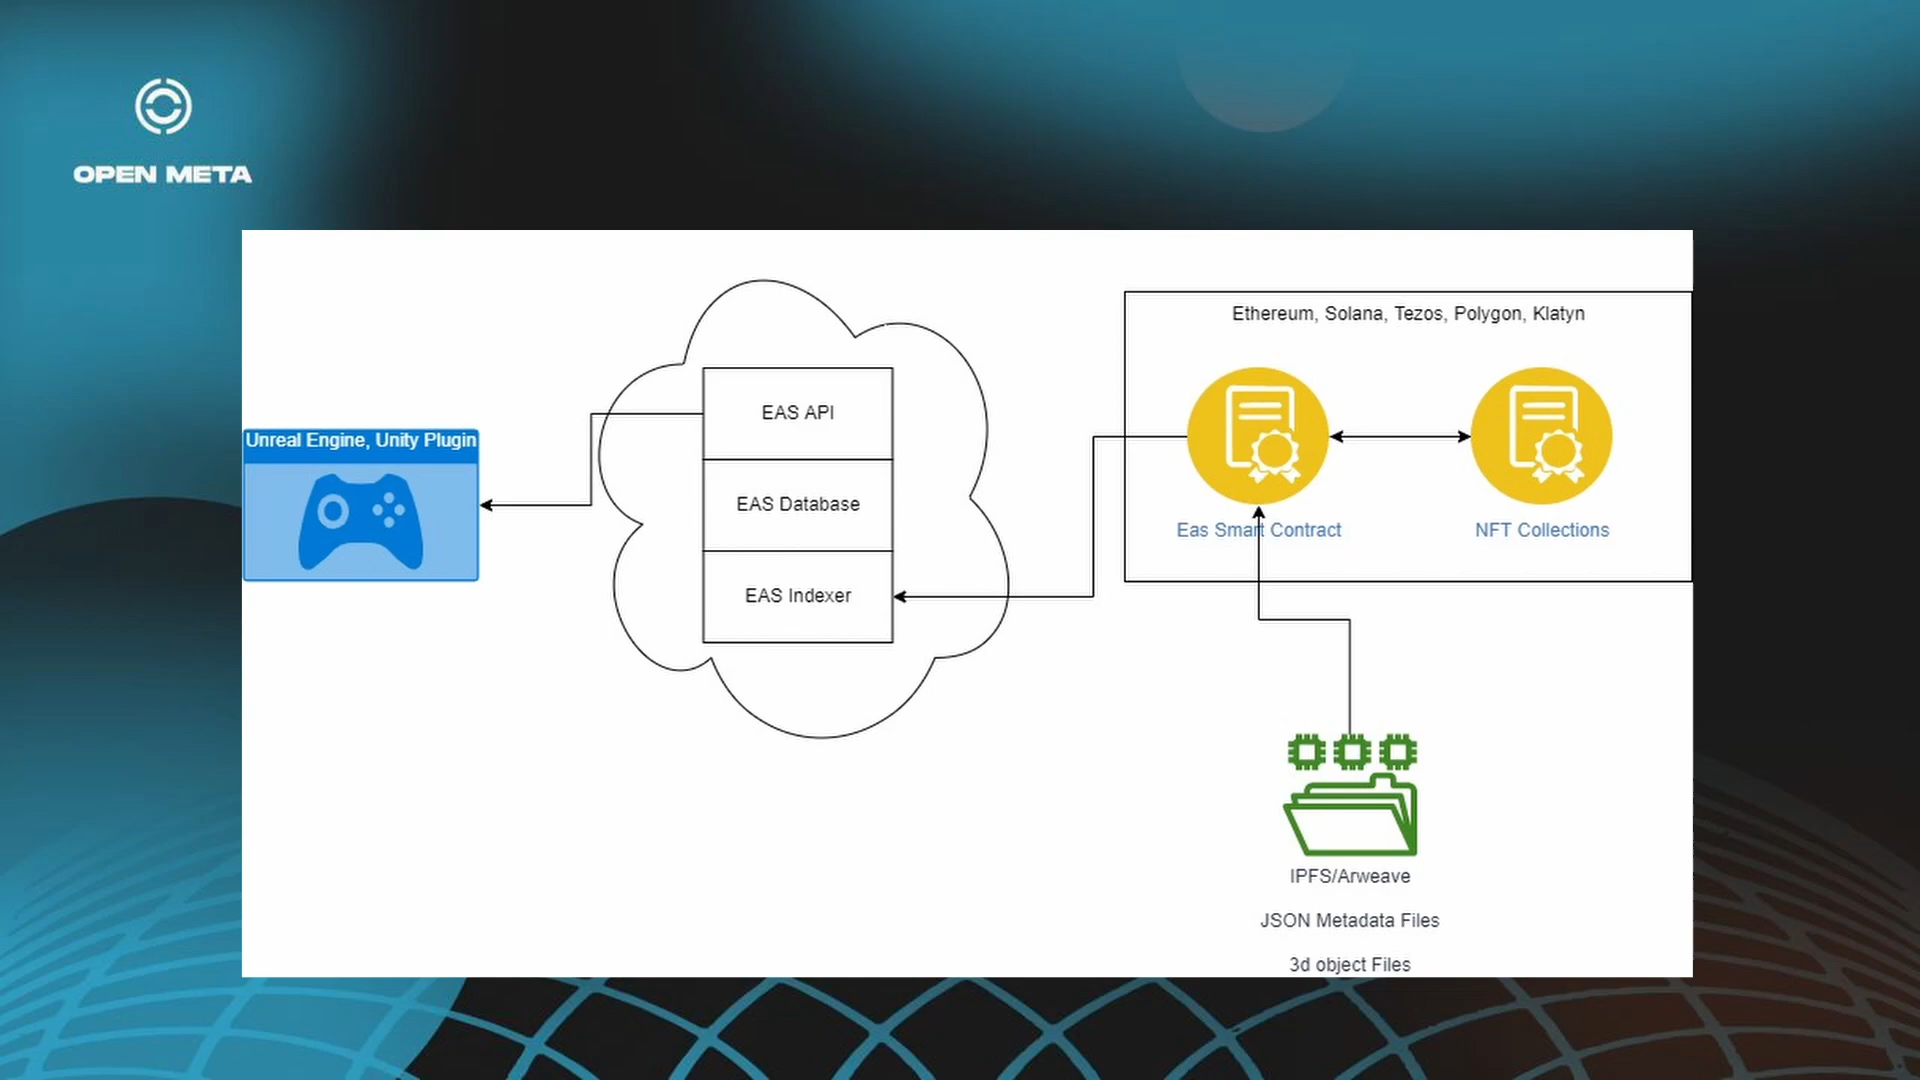 OPEN META
Unreal Engine, Unity Plugin
EAS API
EAS Database
EAS Indexer
Ethereum, Solana, Tezos, Polygon, Klatyn
Eas Smart Contract
NFT Collections
IPFS/Arweave
JSON Metadata Files
3d object Files